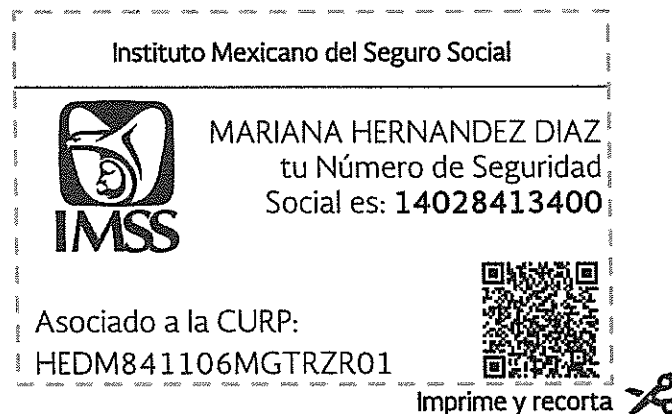 Instituto Mexicano del Seguro Social
MARIANA HERNANDEZ DIAZ
tu Número de Seguridad
Social es: 14028413400
IMSS
Asociado a la CURP:
HEDM841106MGTRZR01
Imprime y recorta